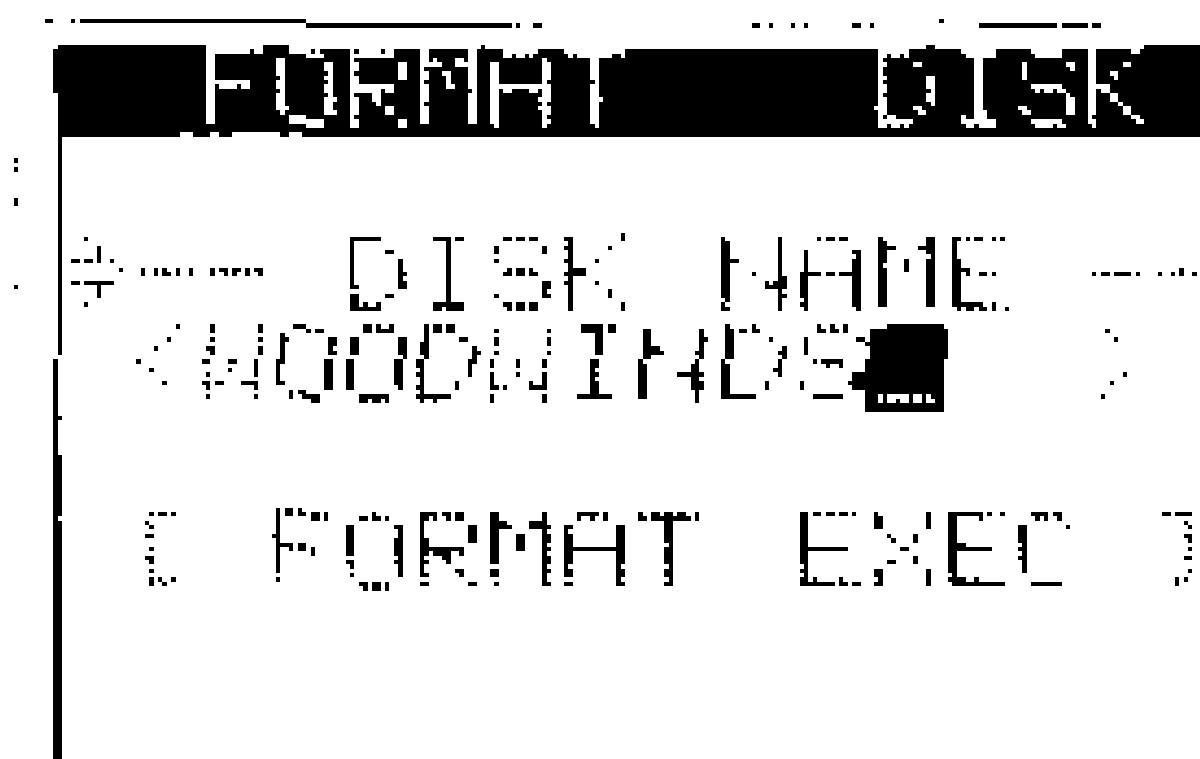 FORMAT DISK
DISK NAME
<WOODWINDS >
[ FORMAT EXEC ]